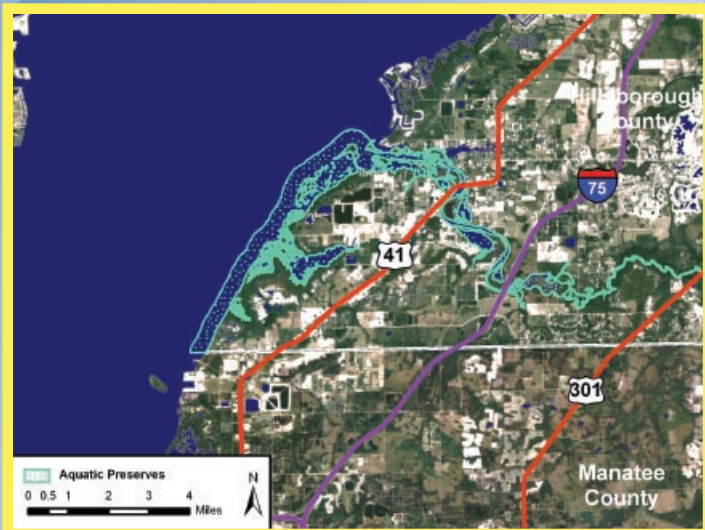 Hillsborough
County
75
41
301
Manatee
County
Aquatic Preserves
N
0 0.5 1 2 3 4
Miles